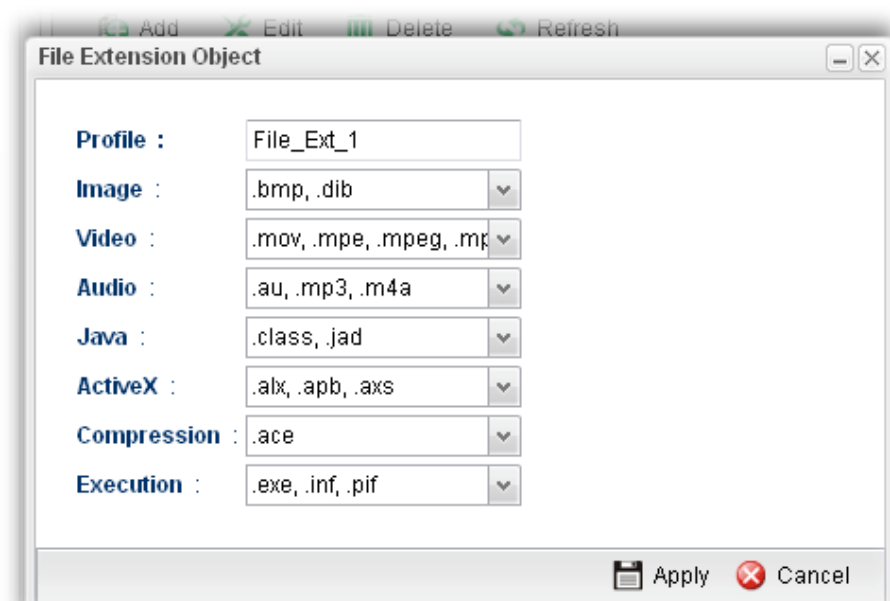 Add Edit Delete Refresh
File Extension Object
Profile : File_Ext_1
Image : .bmp, .dib
Video : .mov, .mpe, .mpeg, .mp
Audio : .au, .mp3, .m4a
Java : .class, .jad
ActiveX : .alx, .apb, .axs
Compression : .ace
Execution : .exe, .inf, .pif
Apply Cancel